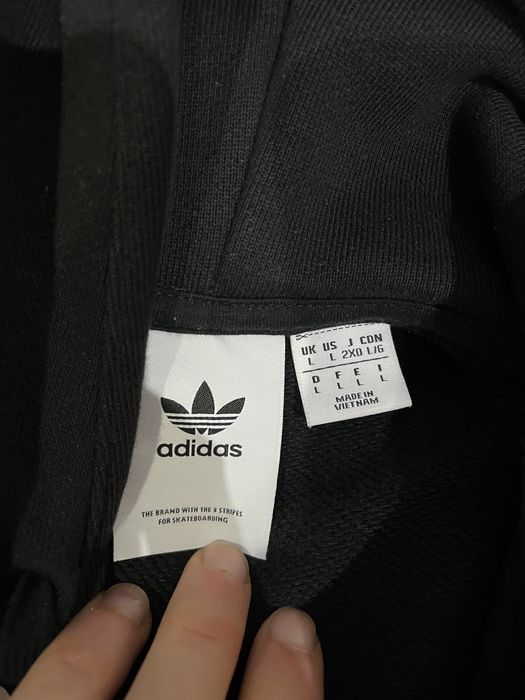 adidas
THE BRAND WITH THE 3 STRIPES
FOR SKATEBOARDING
UK US J CDN
L L 2XO L/G
D F E I
L L L L
MADE IN
VIETNAM